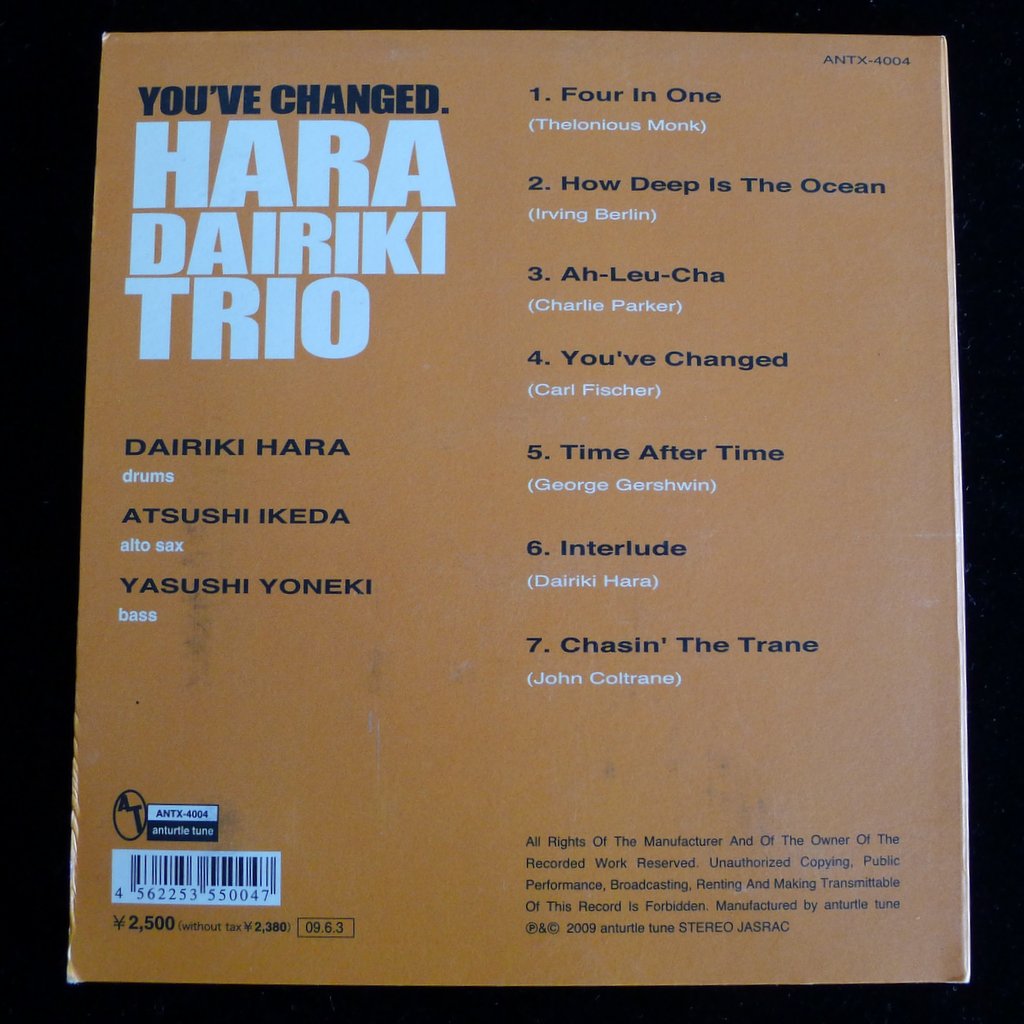 ANTX-4004
YOU'VE CHANGED.
HARA
DAIRIKI
TRIO
DAIRIKI HARA
drums
ATSUSHI IKEDA
alto sax
YASUSHI YONEKI
bass
1. Four In One
(Thelonious Monk)
2. How Deep Is The Ocean
(Irving Berlin)
3. Ah-Leu-Cha
(Charlie Parker)
4. You've Changed
(Carl Fischer)
5. Time After Time
(George Gershwin)
6. Interlude
(Dairiki Hara)
7. Chasin' The Trane
(John Coltrane)
AT
ANTX-4004
anturtle tune
4 562253 550047
¥2,500 (without tax¥2,380) 09.6.3
All Rights Of The Manufacturer And Of The Owner Of The
Recorded Work Reserved. Unauthorized Copying, Public
Performance, Broadcasting, Renting And Making Transmittable
Of This Record Is Forbidden. Manufactured by anturtle tune
℗&© 2009 anturtle tune STEREO JASRAC